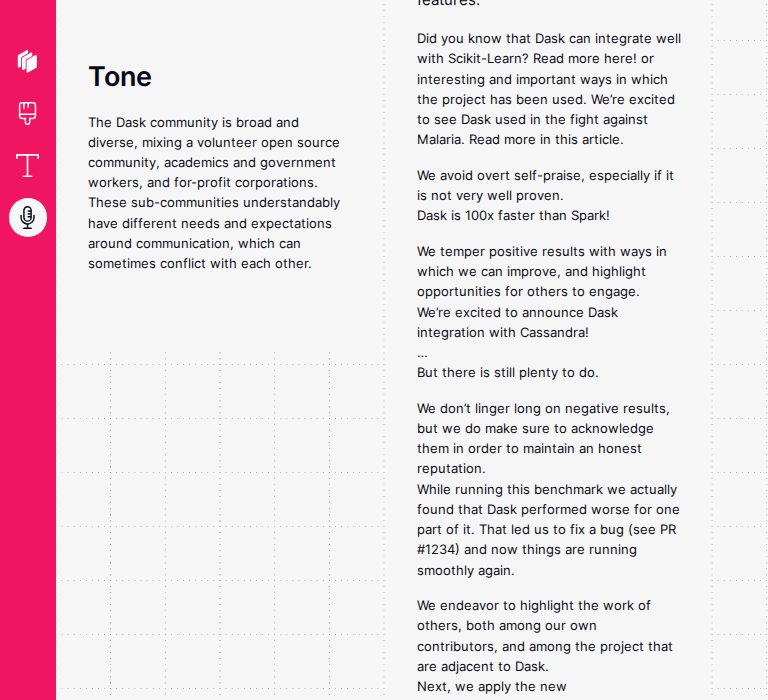 Tone
The Dask community is broad and
diverse, mixing a volunteer open source
community, academics and government
workers, and for-profit corporations.
These sub-communities understandably
have different needs and expectations
around communication, which can
sometimes conflict with each other.
features.
Did you know that Dask can integrate well
with Scikit-Learn? Read more here! or
interesting and important ways in which
the project has been used. We’re excited
to see Dask used in the fight against
Malaria. Read more in this article.
We avoid overt self-praise, especially if it
is not very well proven.
Dask is 100x faster than Spark!
We temper positive results with ways in
which we can improve, and highlight
opportunities for others to engage.
We’re excited to announce Dask
integration with Cassandra!
...
But there is still plenty to do.
We don’t linger long on negative results,
but we do make sure to acknowledge
them in order to maintain an honest
reputation.
While running this benchmark we actually
found that Dask performed worse for one
part of it. That led us to fix a bug (see PR
#1234) and now things are running
smoothly again.
We endeavor to highlight the work of
others, both among our own
contributors, and among the project that
are adjacent to Dask.
Next, we apply the new